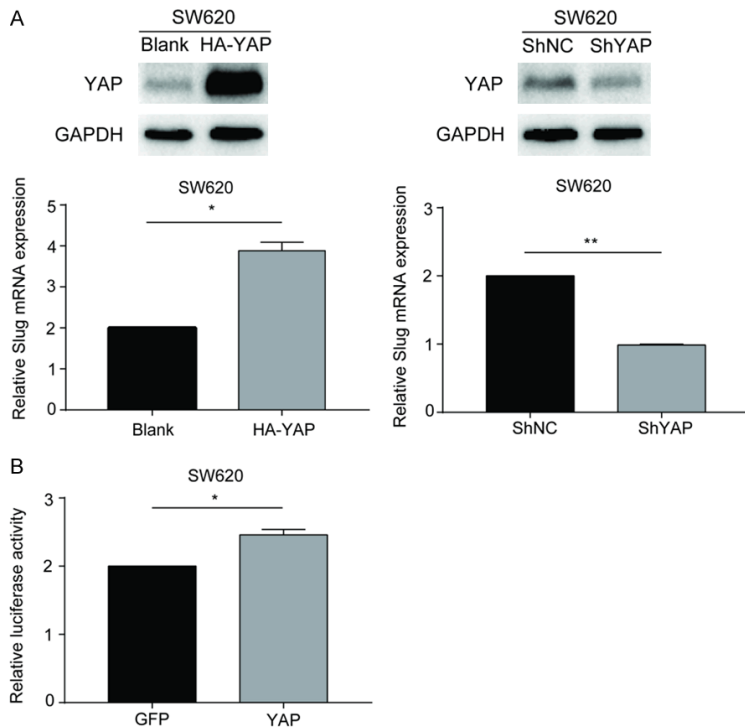 A
SW620
Blank HA-YAP
YAP
GAPDH
SW620
*
Relative Slug mRNA expression
5
4
3
2
1
0
Blank HA-YAP
SW620
ShNC ShYAP
YAP
GAPDH
SW620
**
Relative Slug mRNA expression
3
2
1
0
ShNC ShYAP
B
SW620
*
Relative luciferase activity
3
2
1
0
GFP YAP